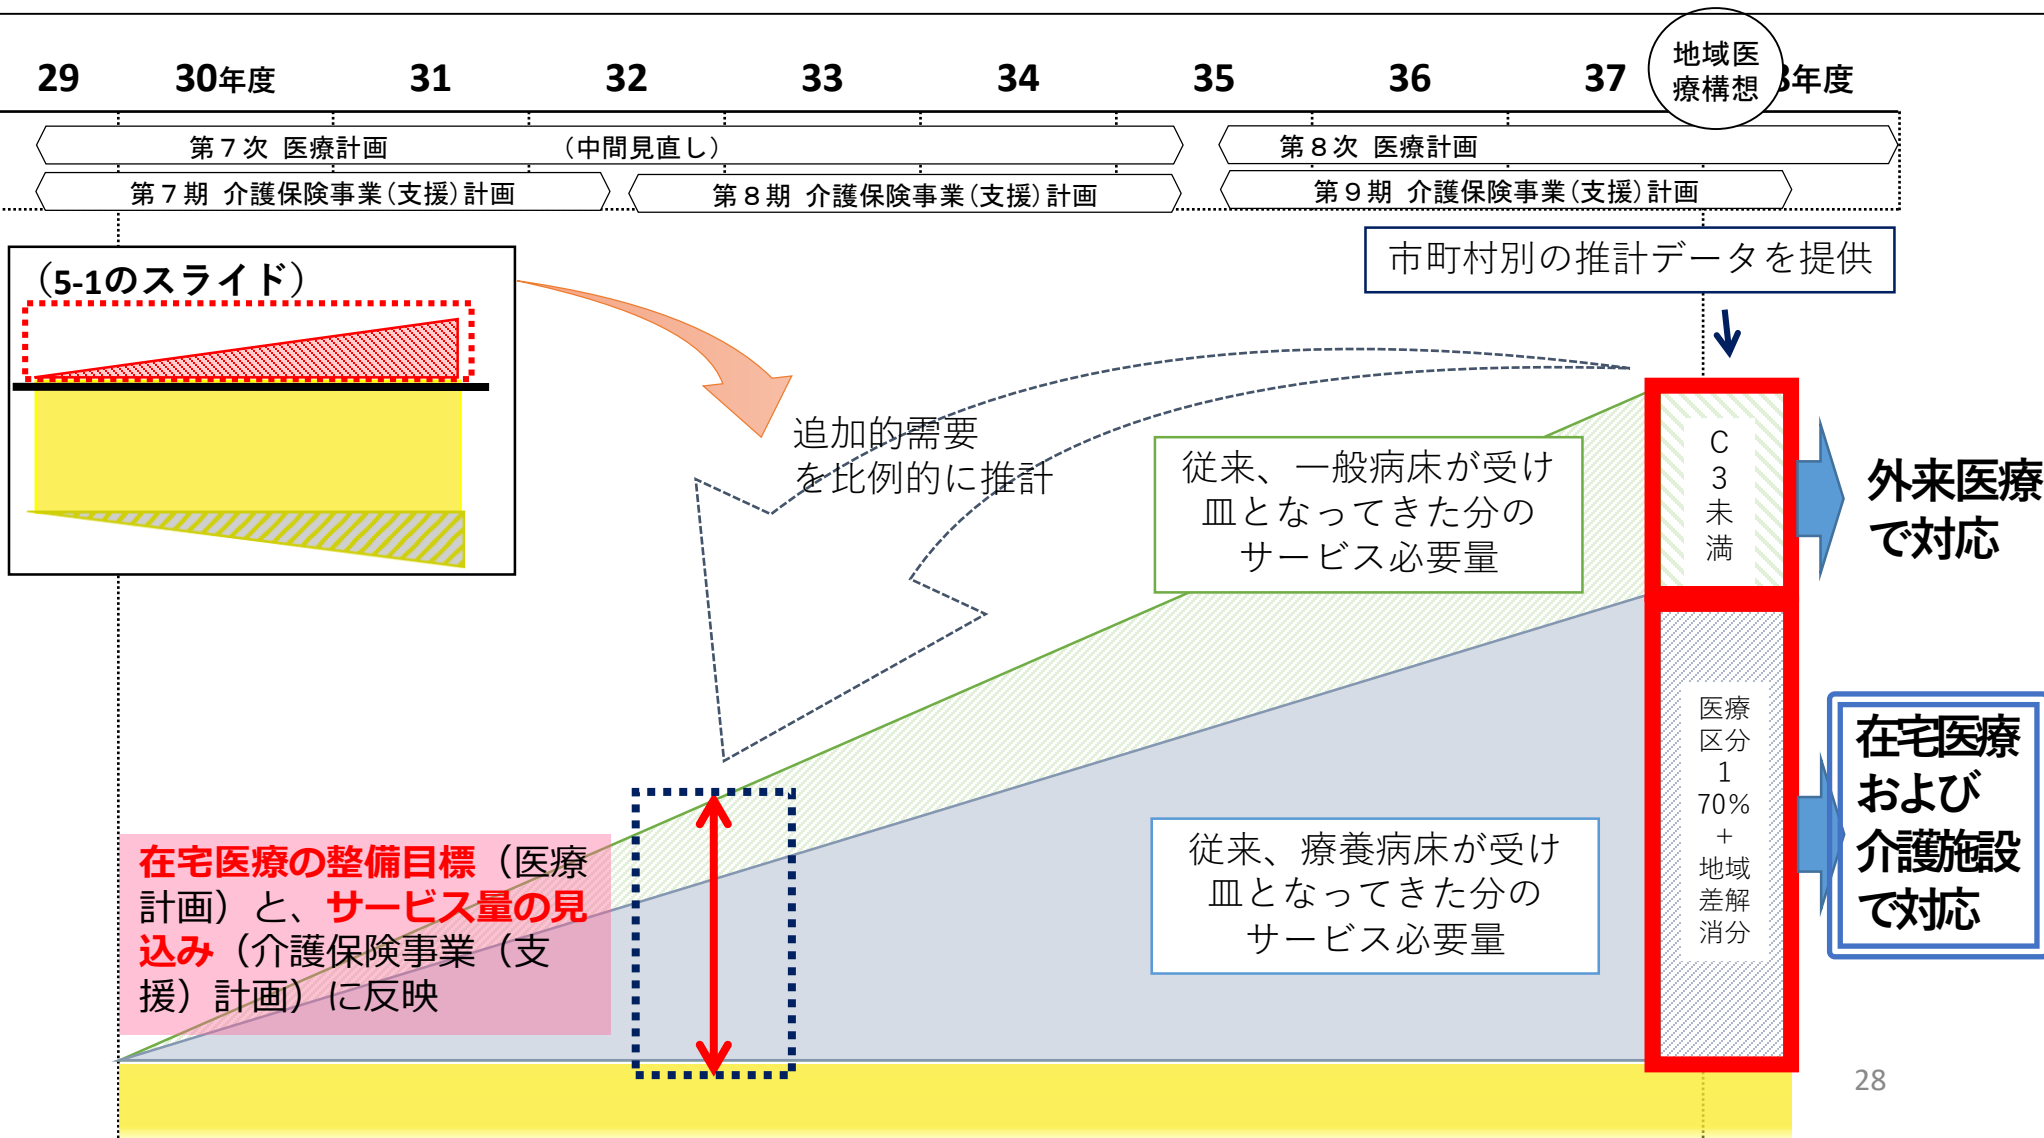 29 30年度 31 32 33 34 35 36 37 3年度
地域医
療構想
第７次 医療計画 （中間見直し）
第８次 医療計画
第７期 介護保険事業（支援）計画
第８期 介護保険事業（支援）計画
第９期 介護保険事業（支援）計画
市町村別の推計データを提供
（5-1のスライド）
追加的需要
を比例的に推計
従来、一般病床が受け
皿となってきた分の
サービス必要量
C
3
未
満
外来医療
で対応
従来、療養病床が受け
皿となってきた分の
サービス必要量
医療
区分
1
70%
+
地域
差解
消分
在宅医療
および
介護施設
で対応
在宅医療の整備目標（医療
計画）と、サービス量の見
込み（介護保険事業（支
援）計画）に反映
28